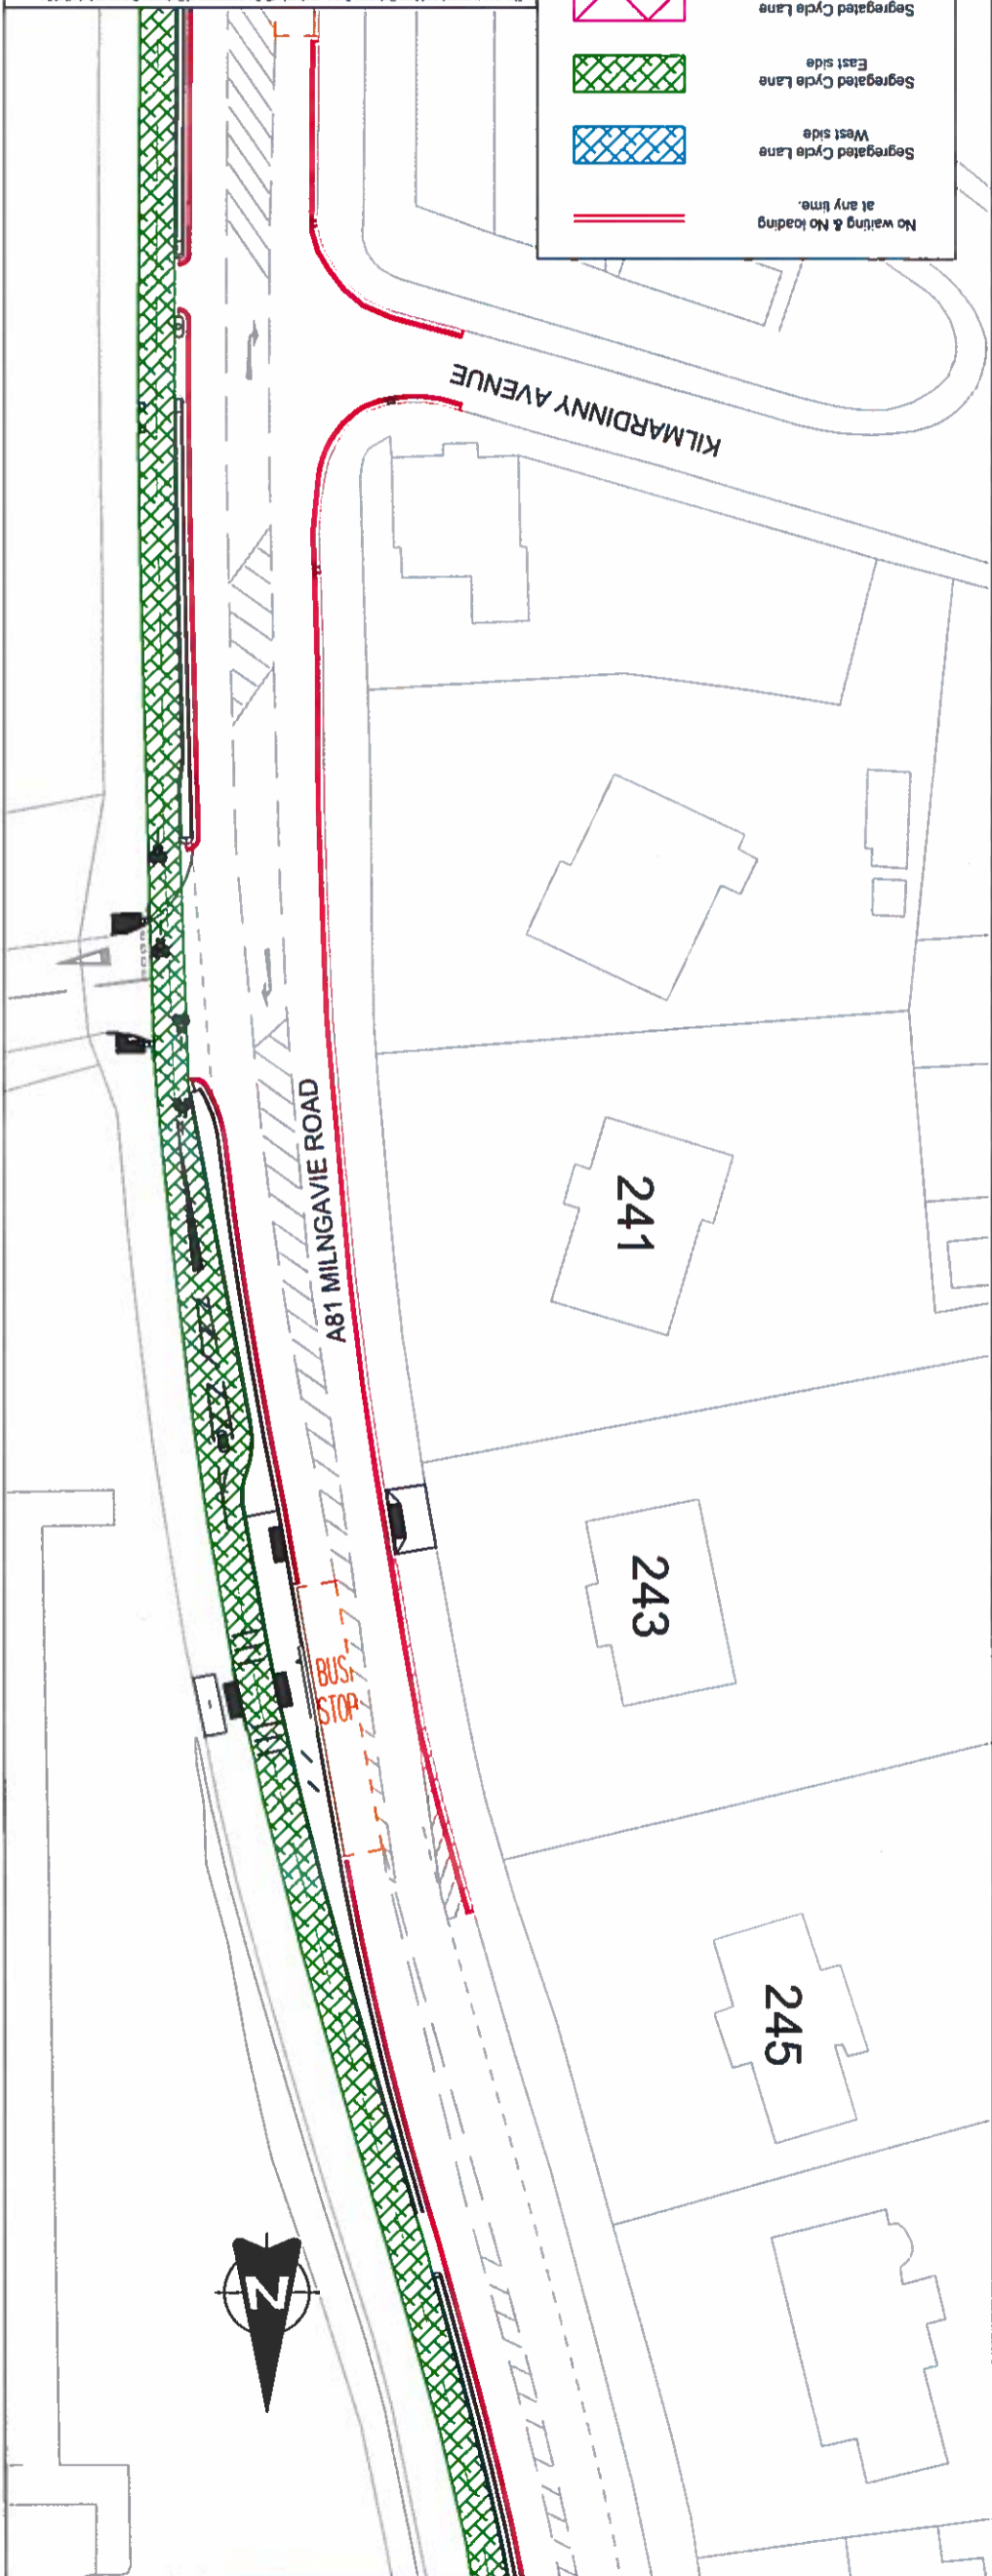 Segregated Cycle Lane
Segregated Cycle Lane
East side
Segregated Cycle Lane
West side
No waiting & No loading
at any time.
KILMARDINNY AVENUE
A81 MILNGAVIE ROAD
241
243
BUS
STOP
245
N